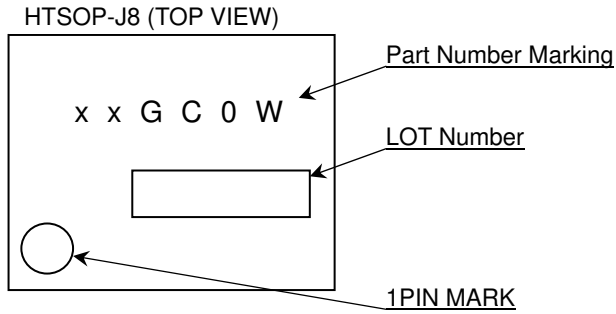 HTSOP-J8 (TOP VIEW)
Part Number Marking
x x G C 0 W
LOT Number
1PIN MARK